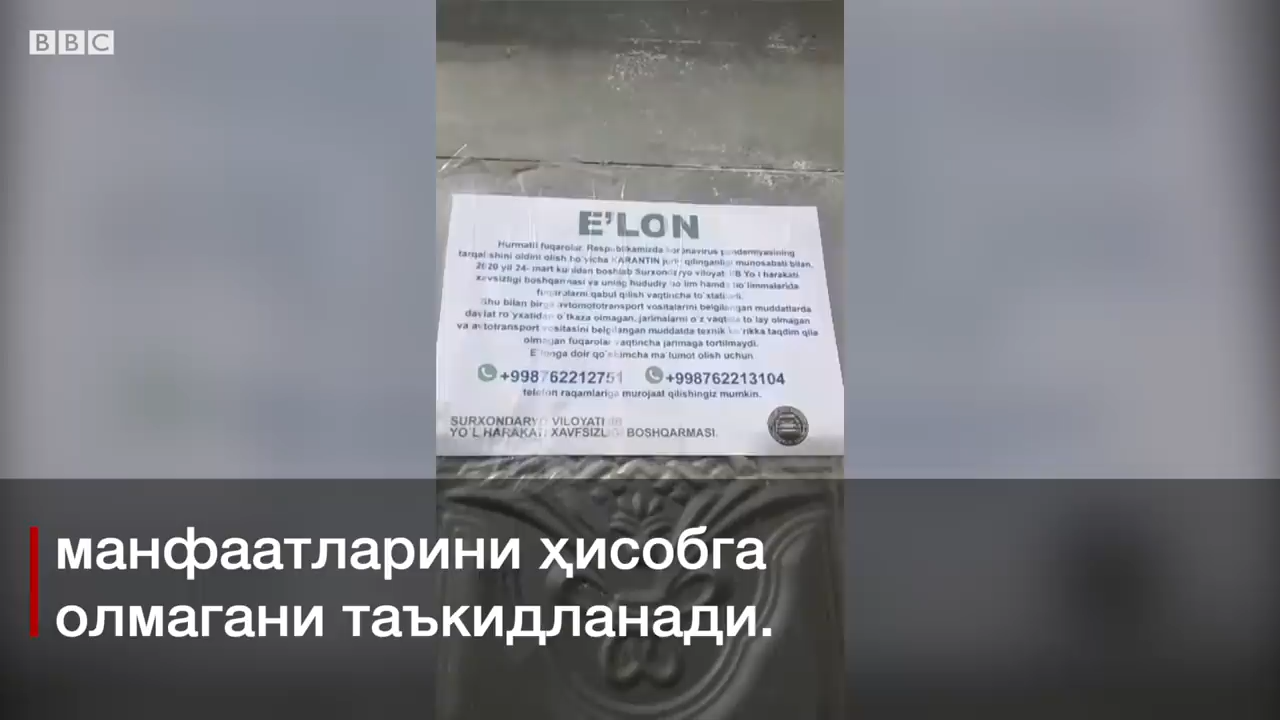 BBC
E'LON
Hurmatli fuqarolar. Respublikamizda koronavirus pandemiyasining
tarqalishini oldini olish bo'yicha KARANTIN joriy qilinganligi munosabati bilan,
2020 yil 24- mart kunidan boshlab Surxondaryo viloyat IIB Yo'l harakati
xavfsizligi boshqarmasi va uning hududiy bo'lim hamda bo'linmalarida
fuqarolarni qabul qilish vaqtincha to'xtatiladi.
Shu bilan birga avtomototransport vositalarini belgilangan muddatlarda
davlat ro'yxatidan o'tkaza olmagan, jarimalarni o'z vaqtida to'lay olmagan
va avtotransport vositasini belgilangan muddatda texnik ko'rikka taqdim qila
olmagan fuqarolar vaqtincha jarimaga tortilmaydi.
E'longa doir qo'shimcha ma'lumot olish uchun
+998762212751 +998762213104
telefon raqamlariga murojaat qilishingiz mumkin.
SURXONDARYO VILOYATI IIB
YO'L HARAKATI XAVFSIZLIGI BOSHQARMASI.
манфаатларини ҳисобга
олмагани таъкидланади.